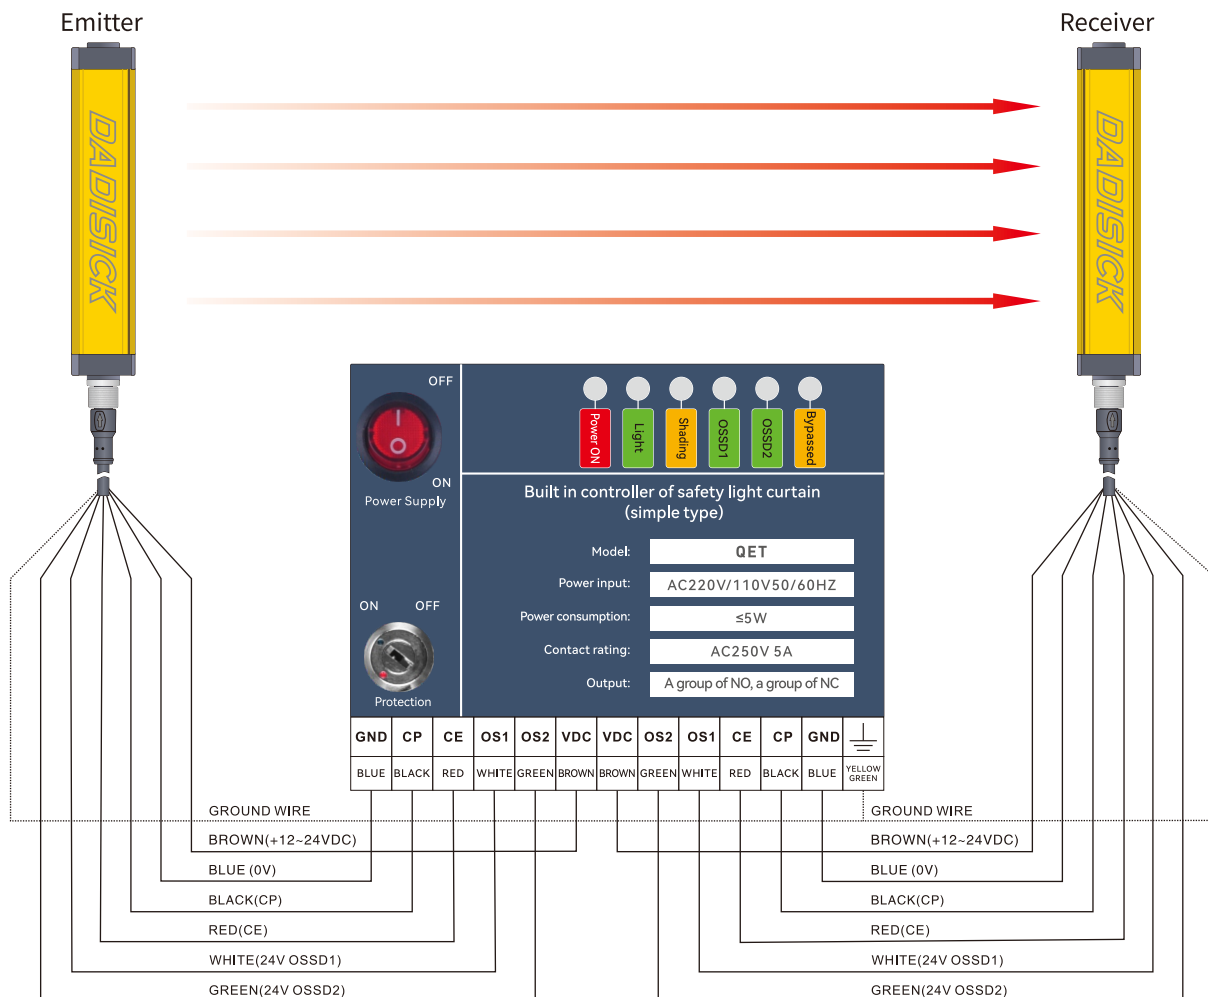 Emitter
Receiver
DADISICK
DADISICK
OFF
ON
Power Supply
ON OFF
Protection
Power ON
Light
Shading
OSSD1
OSSD2
Bypassed
Built in controller of safety light curtain
(simple type)
Model: QET
Power input: AC220V/110V50/60HZ
Power consumption: ≤5W
Contact rating: AC250V 5A
Output: A group of NO, a group of NC
GND CP CE OS1 OS2 VDC VDC OS2 OS1 CE CP GND
BLUE BLACK RED WHITE GREEN BROWN BROWN GREEN WHITE RED BLACK BLUE YELLOW
GREEN
GROUND WIRE
BROWN(+12~24VDC)
BLUE (0V)
BLACK(CP)
RED(CE)
WHITE(24V OSSD1)
GREEN(24V OSSD2)
GROUND WIRE
BROWN(+12~24VDC)
BLUE (0V)
BLACK(CP)
RED(CE)
WHITE(24V OSSD1)
GREEN(24V OSSD2)